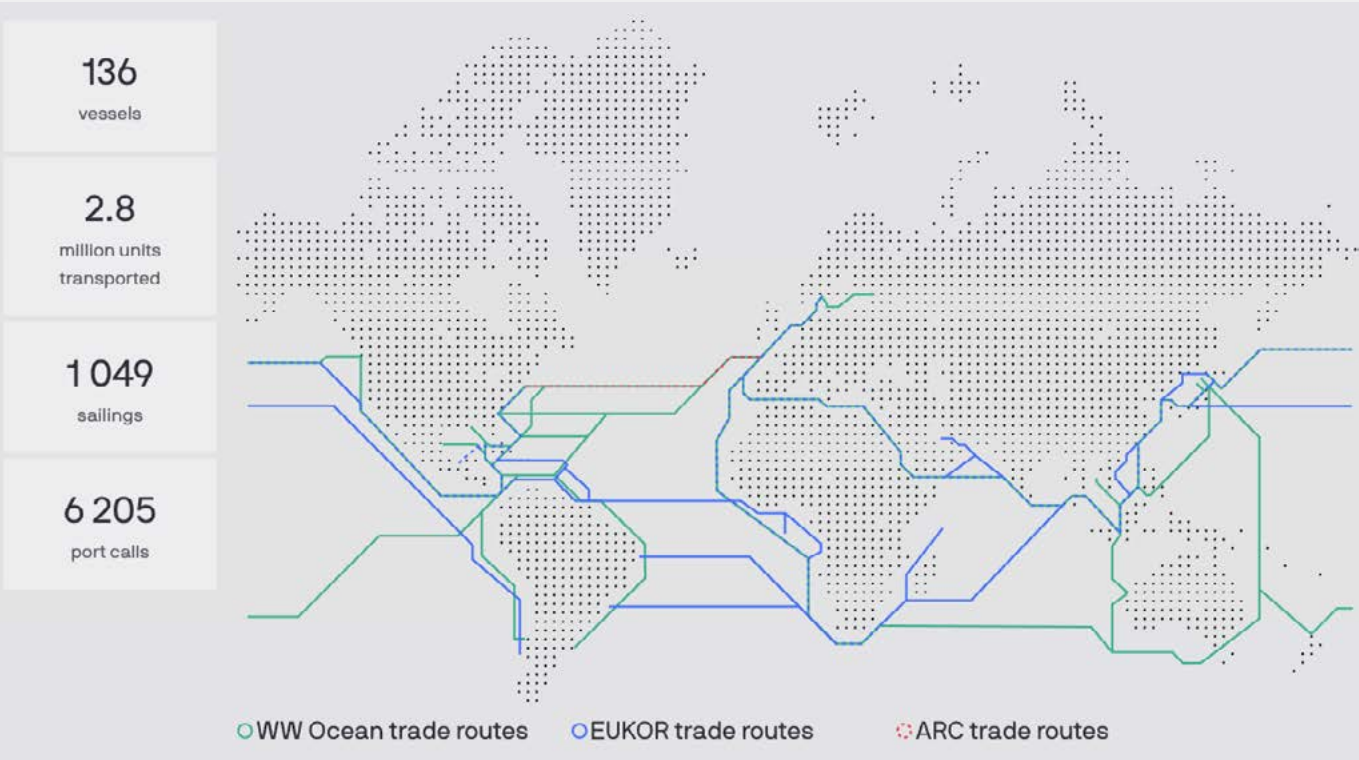 136
vessels
2.8
million units
transported
1 049
sailings
6 205
port calls
WW Ocean trade routes
EUKOR trade routes
ARC trade routes